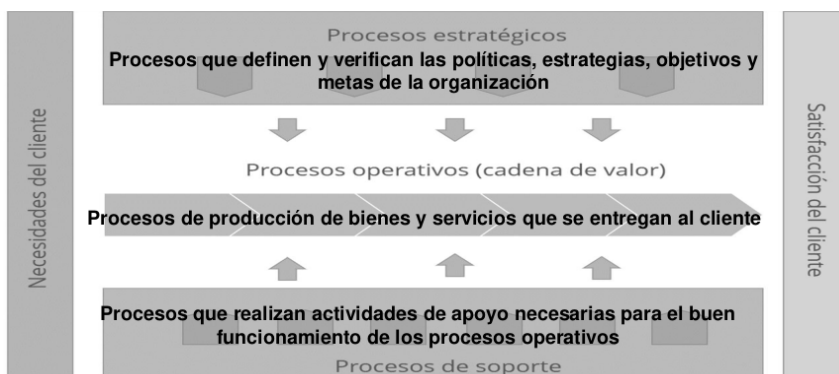 Necesidades del cliente
Procesos estratégicos
Procesos que definen y verifican las políticas, estrategias, objetivos y
metas de la organización
Procesos operativos (cadena de valor)
Procesos de producción de bienes y servicios que se entregan al cliente
Procesos que realizan actividades de apoyo necesarias para el buen
funcionamiento de los procesos operativos
Procesos de soporte
Satisfacción del
cliente